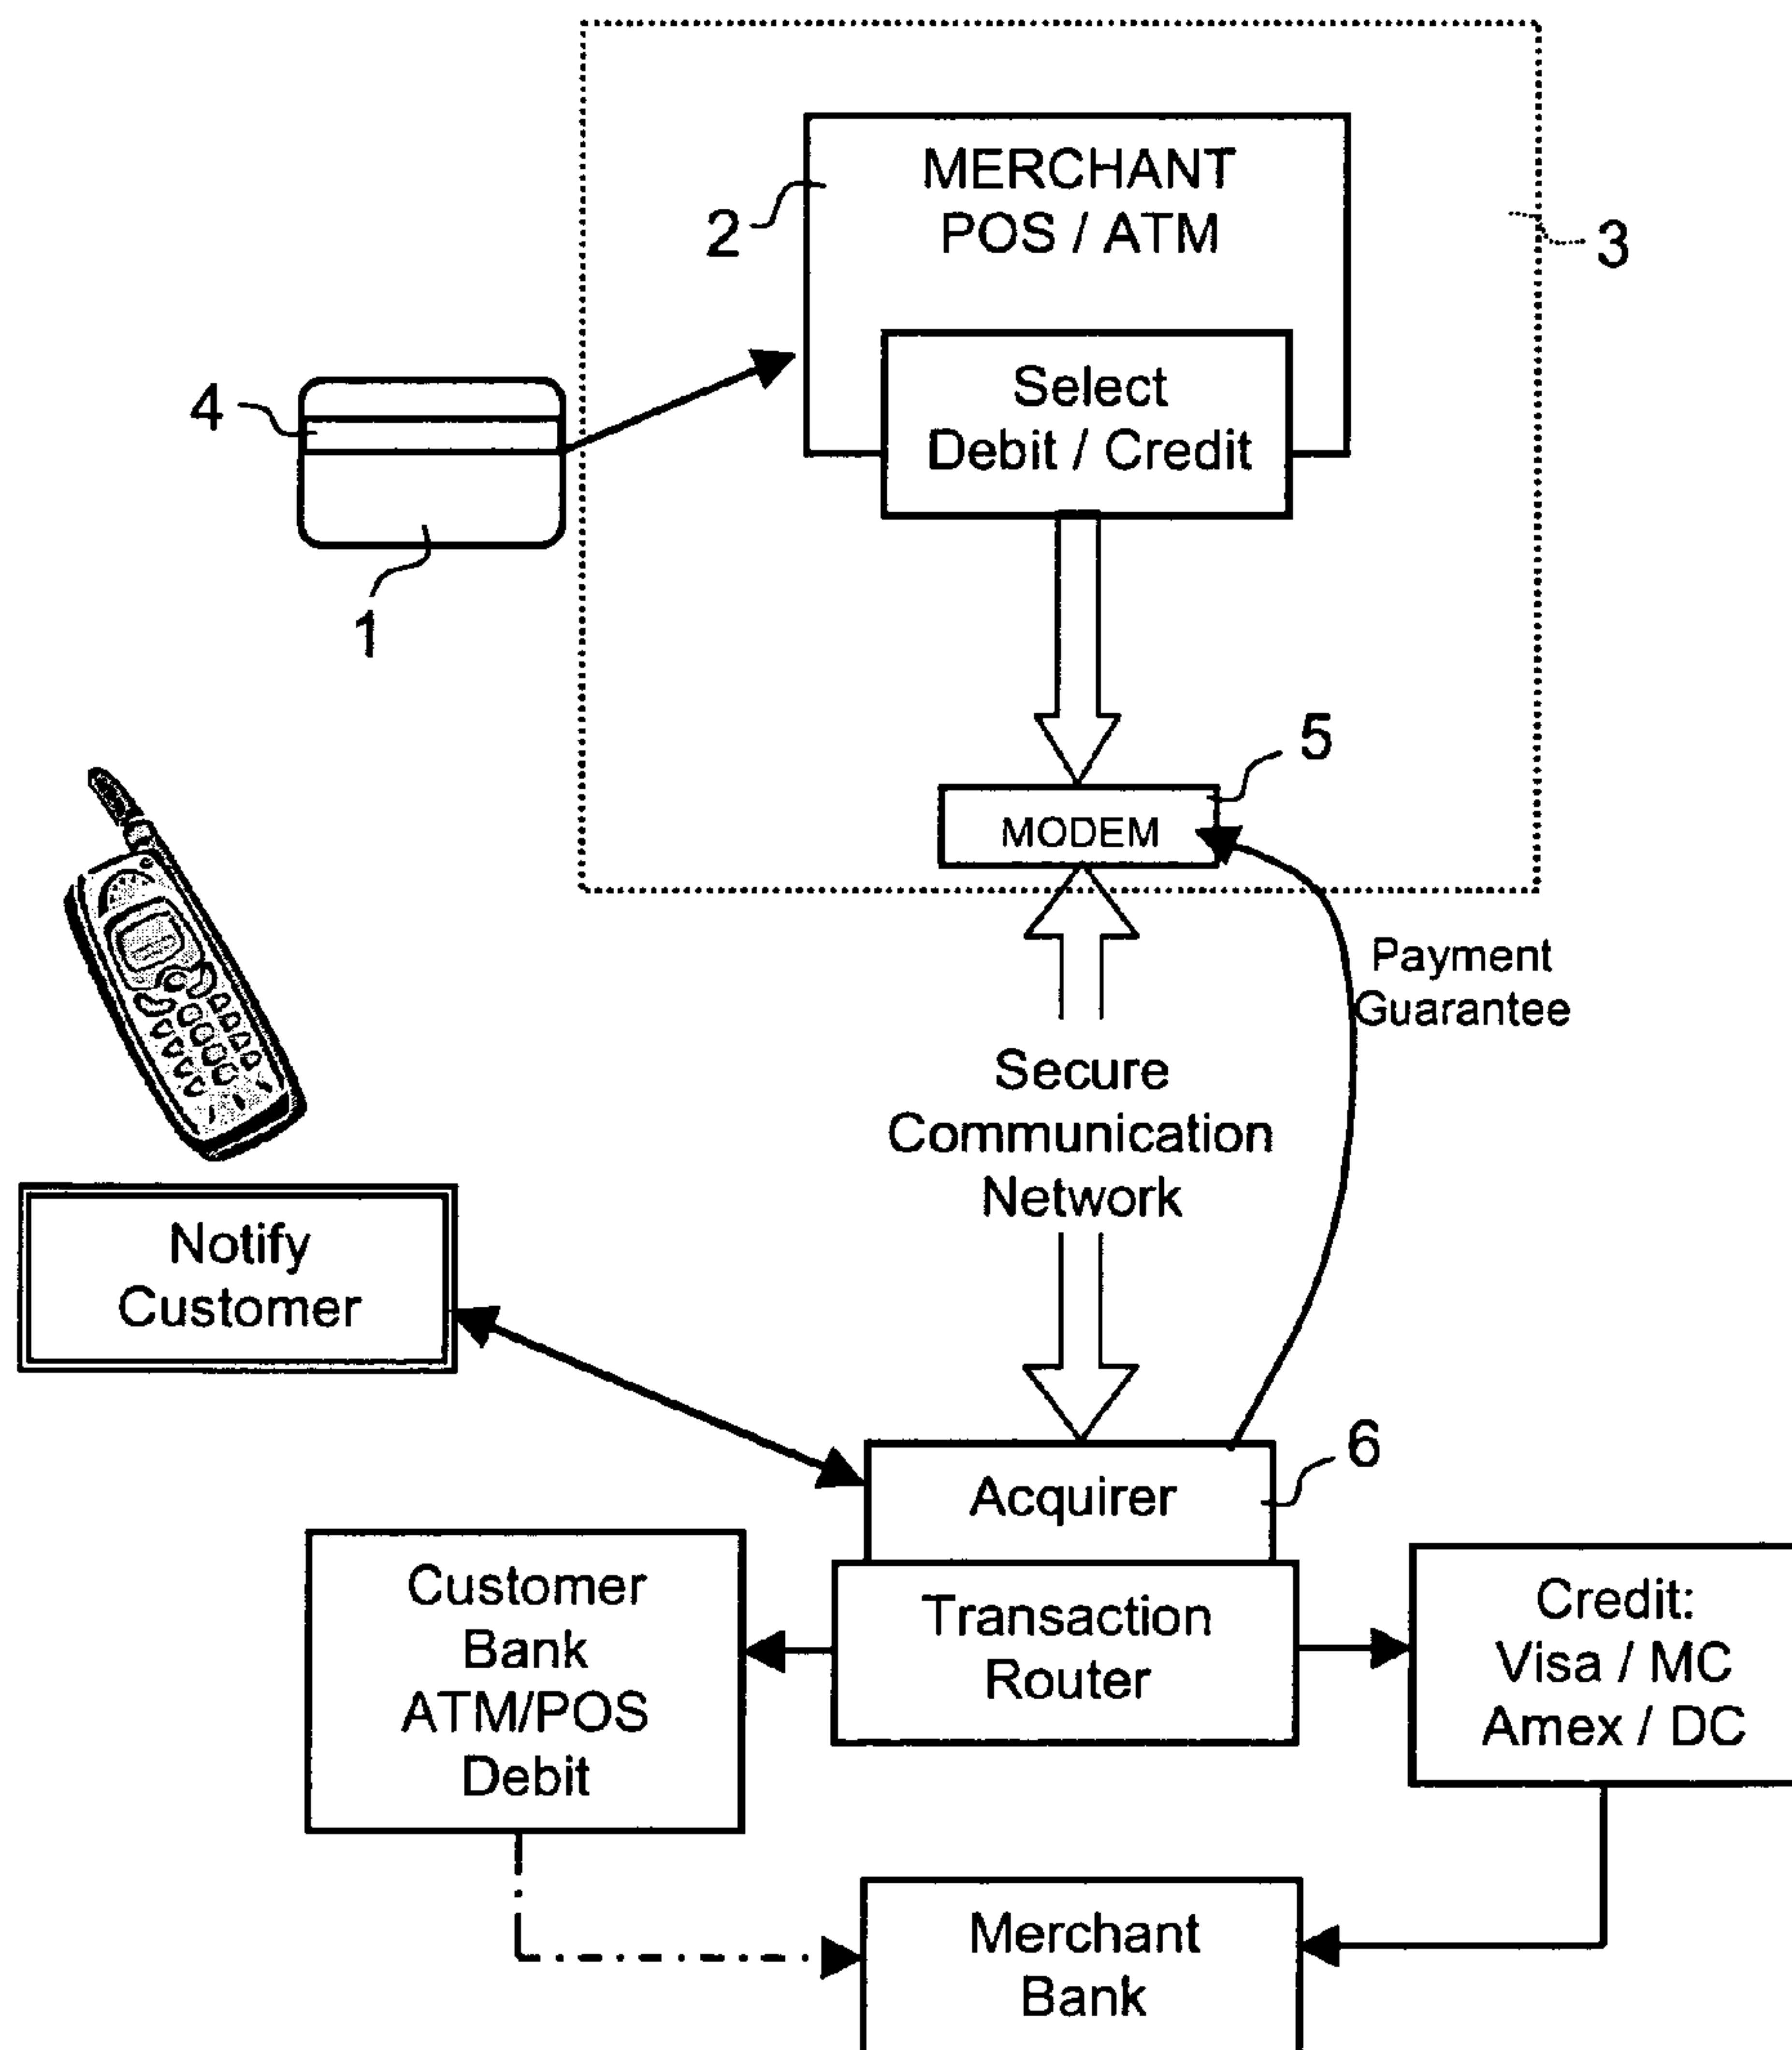 MERCHANT
POS / ATM
2
3
Select
Debit / Credit
4
1
5
MODEM
Payment
Guarantee
Secure
Communication
Network
Notify
Customer
6
Acquirer
Customer
Bank
ATM/POS
Debit
Transaction
Router
Credit:
Visa / MC
Amex / DC
Merchant
Bank